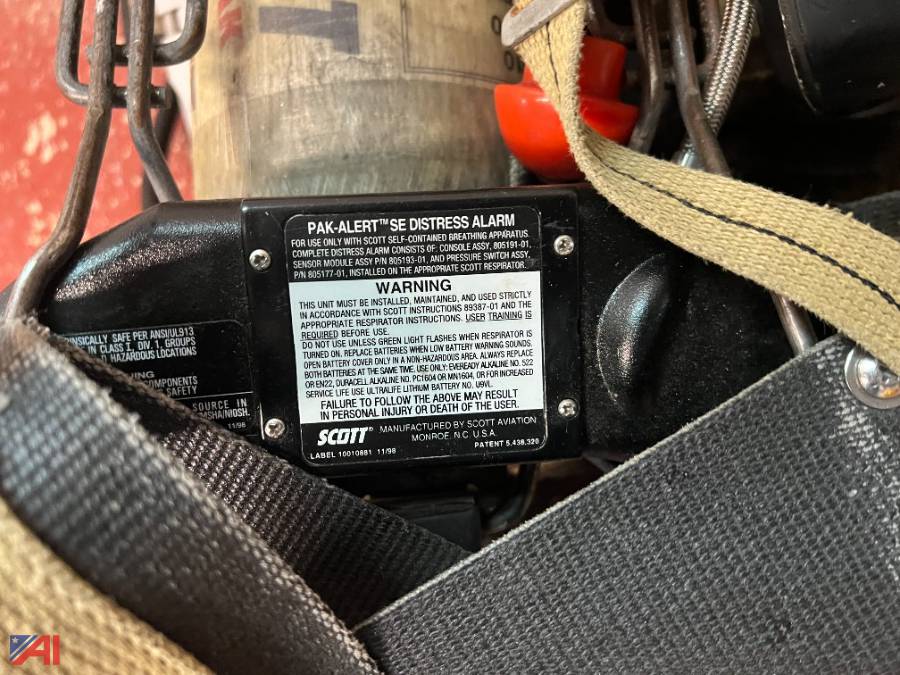 PAK-ALERT™ SE DISTRESS ALARM
FOR USE ONLY WITH SCOTT SELF-CONTAINED BREATHING APPARATUS.
COMPLETE DISTRESS ALARM CONSISTS OF: CONSOLE ASSY, 805191-01,
SENSOR MODULE ASSY P/N 805193-01, AND PRESSURE SWITCH ASSY,
P/N 805177-01, INSTALLED ON THE APPROPRIATE SCOTT RESPIRATOR.
WARNING
THIS UNIT MUST BE INSTALLED, MAINTAINED, AND USED STRICTLY
IN ACCORDANCE WITH SCOTT INSTRUCTIONS 89387-01 AND THE
APPROPRIATE RESPIRATOR INSTRUCTIONS. USER TRAINING IS
REQUIRED BEFORE USE.
DO NOT USE UNLESS GREEN LIGHT FLASHES WHEN RESPIRATOR IS
TURNED ON. REPLACE BATTERIES WHEN LOW BATTERY WARNING SOUNDS.
OPEN BATTERY COVER ONLY IN A NON-HAZARDOUS AREA. ALWAYS REPLACE
BOTH BATTERIES AT THE SAME TIME. USE ONLY: EVEREADY ALKALINE NO. 522
OR EN22, DURACELL ALKALINE NO. PC1604 OR MN1604, OR FOR INCREASED
SERVICE LIFE USE ULTRALIFE LITHIUM BATTERY NO. U9VL.
FAILURE TO FOLLOW THE ABOVE MAY RESULT
IN PERSONAL INJURY OR DEATH OF THE USER.
SCOTT® MANUFACTURED BY SCOTT AVIATION
MONROE, N.C. U.S.A.
LABEL 10010881 11/98 PATENT 5,438,320
SAFE PER ANSI/UL913
IN CLASS I, DIV. 1, GROUPS
HAZARDOUS LOCATIONS
COMPONENTS
SAFETY
SOURCE IN
MSHA/NIOSH.
11/98
AI